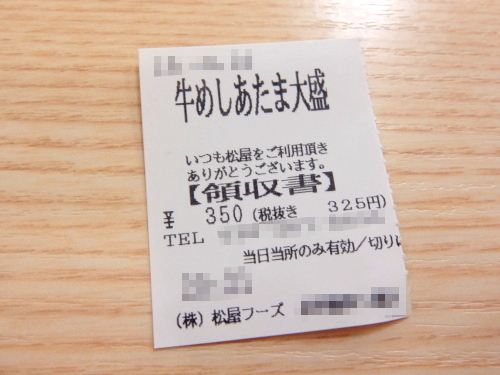 牛めしあたま大盛
いつも松屋をご利用頂き
ありがとうございます。
【領収書】
¥ 350(税抜き 325円)
TEL
当日当所のみ有効／切り
(株)松屋フーズ